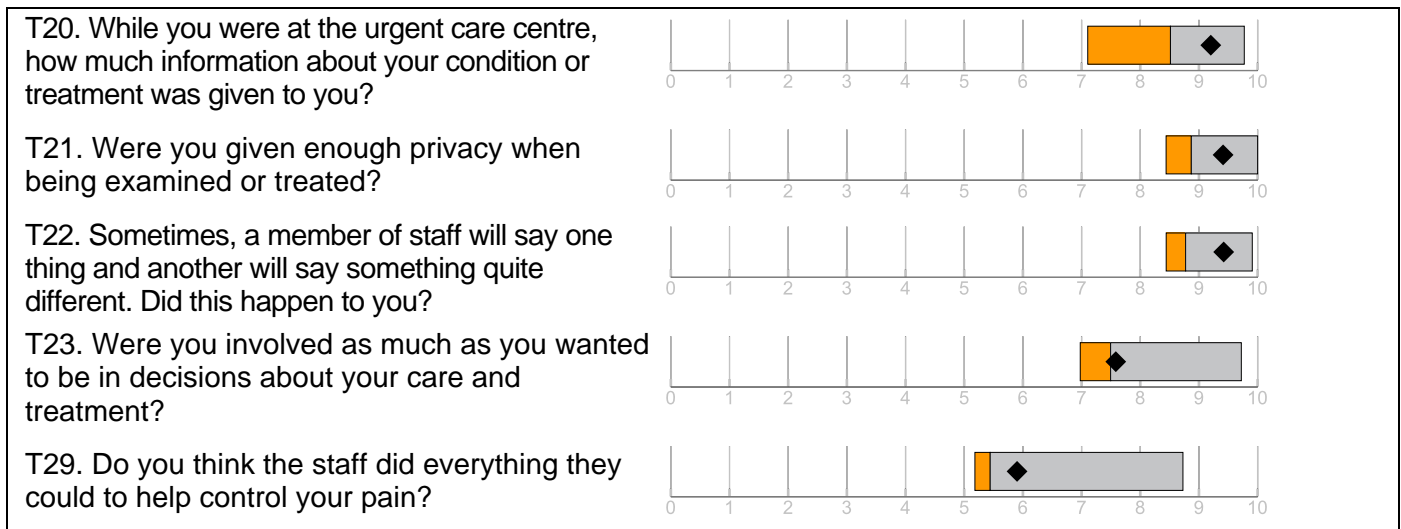 T20. While you were at the urgent care centre,
how much information about your condition or
treatment was given to you?
0 1 2 3 4 5 6 7 8 9 10
T21. Were you given enough privacy when
being examined or treated?
0 1 2 3 4 5 6 7 8 9 10
T22. Sometimes, a member of staff will say one
thing and another will say something quite
different. Did this happen to you?
0 1 2 3 4 5 6 7 8 9 10
T23. Were you involved as much as you wanted
to be in decisions about your care and
treatment?
0 1 2 3 4 5 6 7 8 9 10
T29. Do you think the staff did everything they
could to help control your pain?
0 1 2 3 4 5 6 7 8 9 10